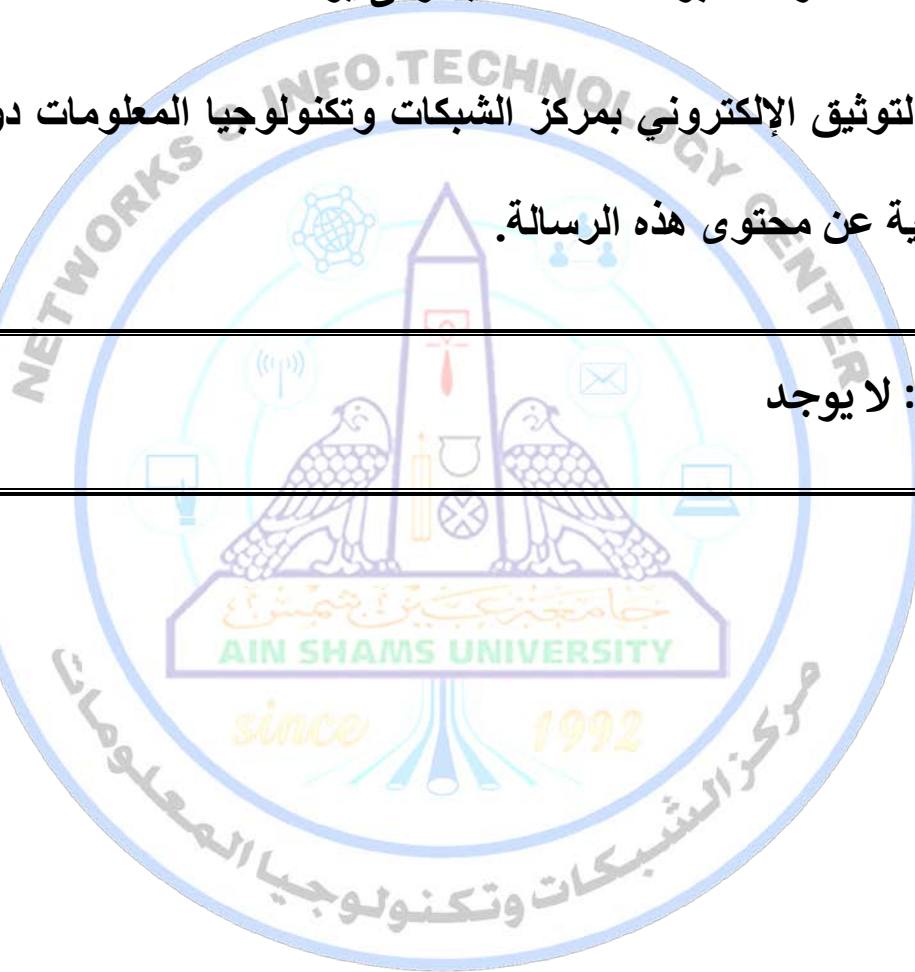 لتوثيق الإلكتروني بمركز الشبكات وتكنولوجيا المعلومات دو
ية عن محتوى هذه الرسالة.
: لا يوجد
NETWORKS & INFO.TECHNOLOGY CENTER
جامعة عين شمس
AIN SHAMS UNIVERSITY
since 1992
مركز الشبكات وتكنولوجيا المعلومات